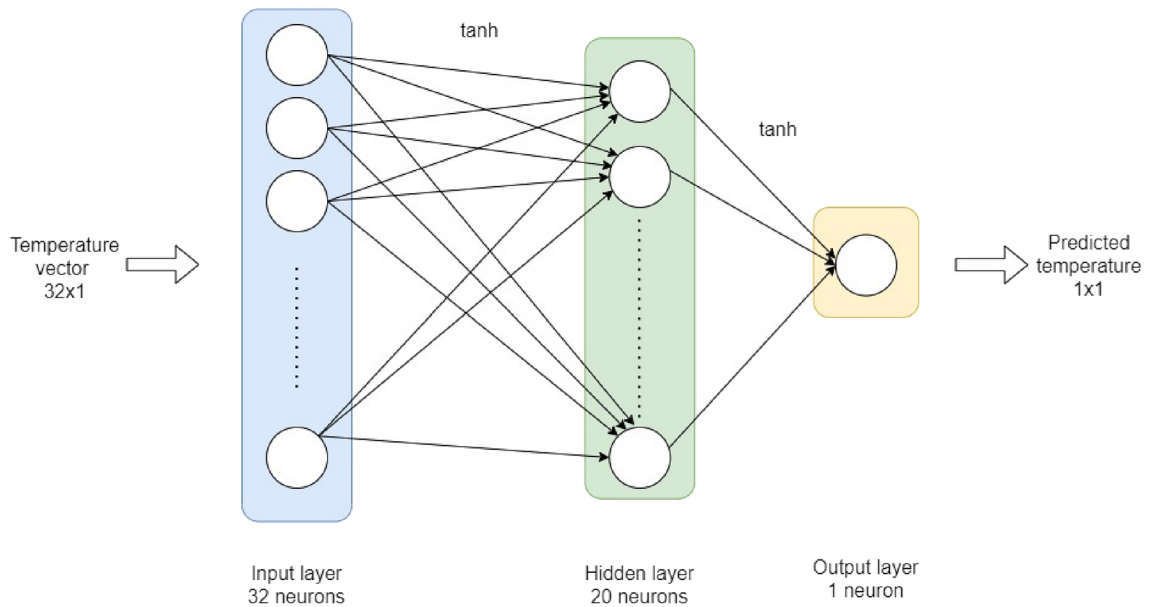 tanh
tanh
Temperature
vector
32x1
Predicted
temperature
1x1
Input layer
32 neurons
Hidden layer
20 neurons
Output layer
1 neuron